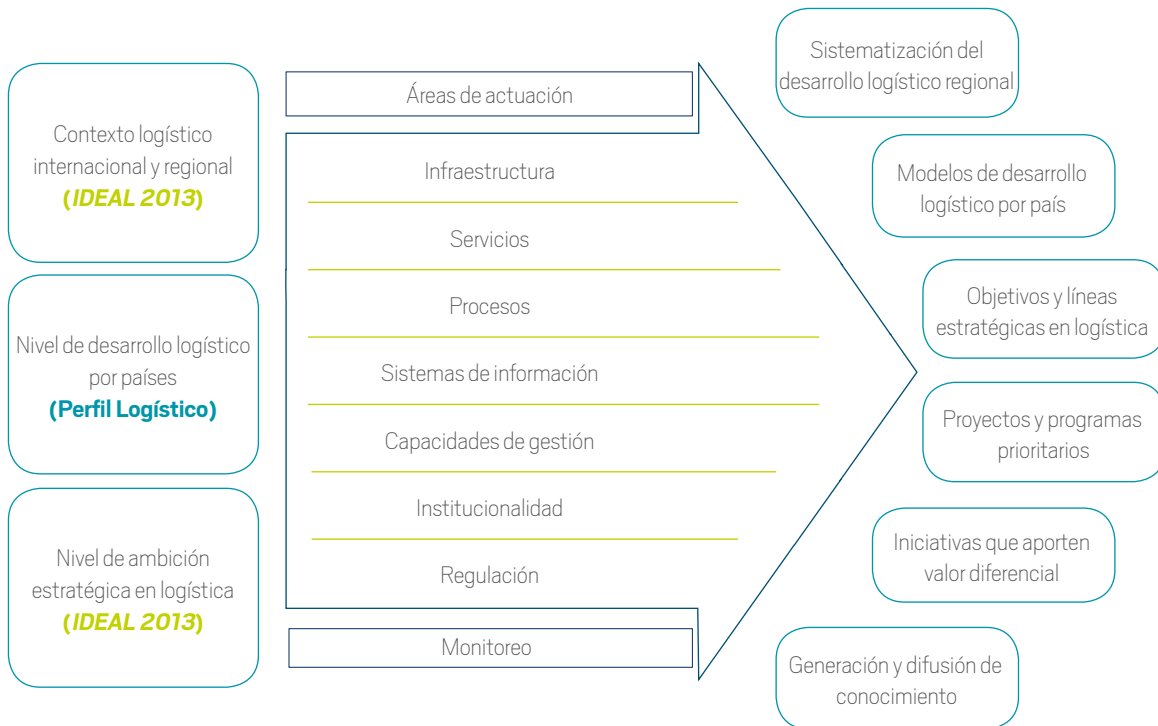 Contexto logístico
internacional y regional
(IDEAL 2013)
Nivel de desarrollo logístico
por países
(Perfil Logístico)
Nivel de ambición
estratégica en logística
(IDEAL 2013)
Áreas de actuación
Infraestructura
Servicios
Procesos
Sistemas de información
Capacidades de gestión
Institucionalidad
Regulación
Monitoreo
Sistematización del
desarrollo logístico regional
Modelos de desarrollo
logístico por país
Objetivos y líneas
estratégicas en logística
Proyectos y programas
prioritarios
Iniciativas que aporten
valor diferencial
Generación y difusión de
conocimiento